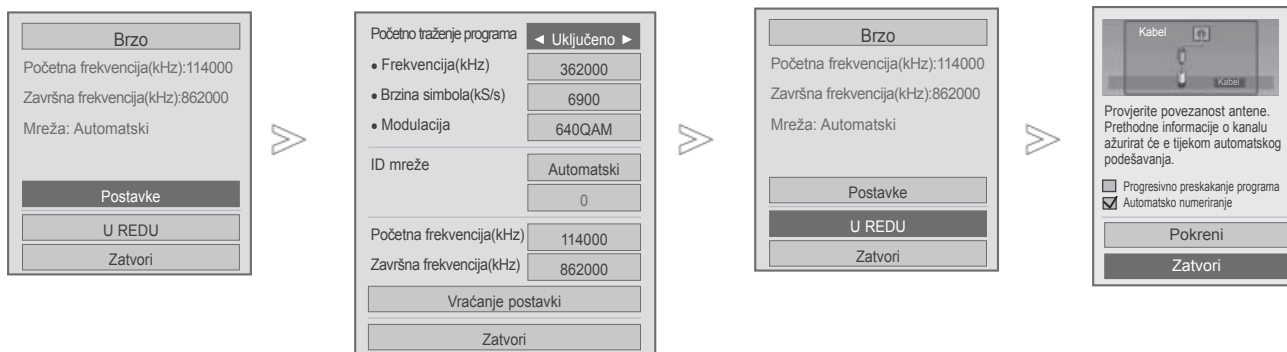 Brzo
Početna frekvencija(kHz):114000
Završna frekvencija(kHz):862000
Mreža: Automatski
Postavke
U REDU
Zatvori
Početno traženje programa ◄ Uključeno ►
• Frekvencija(kHz) 362000
• Brzina simbola(kS/s) 6900
• Modulacija 640QAM
ID mreže Automatski
0
Početna frekvencija(kHz) 114000
Završna frekvencija(kHz) 862000
Vraćanje postavki
Zatvori
Brzo
Početna frekvencija(kHz):114000
Završna frekvencija(kHz):862000
Mreža: Automatski
Postavke
U REDU
Zatvori
Kabel
Kabel
Provjerite povezanost antene.
Prethodne informacije o kanalu
ažurirat će e tijekom automatskog
podešavanja.
Progresivno preskakanje programa
Automatsko numeriranje
Pokreni
Zatvori